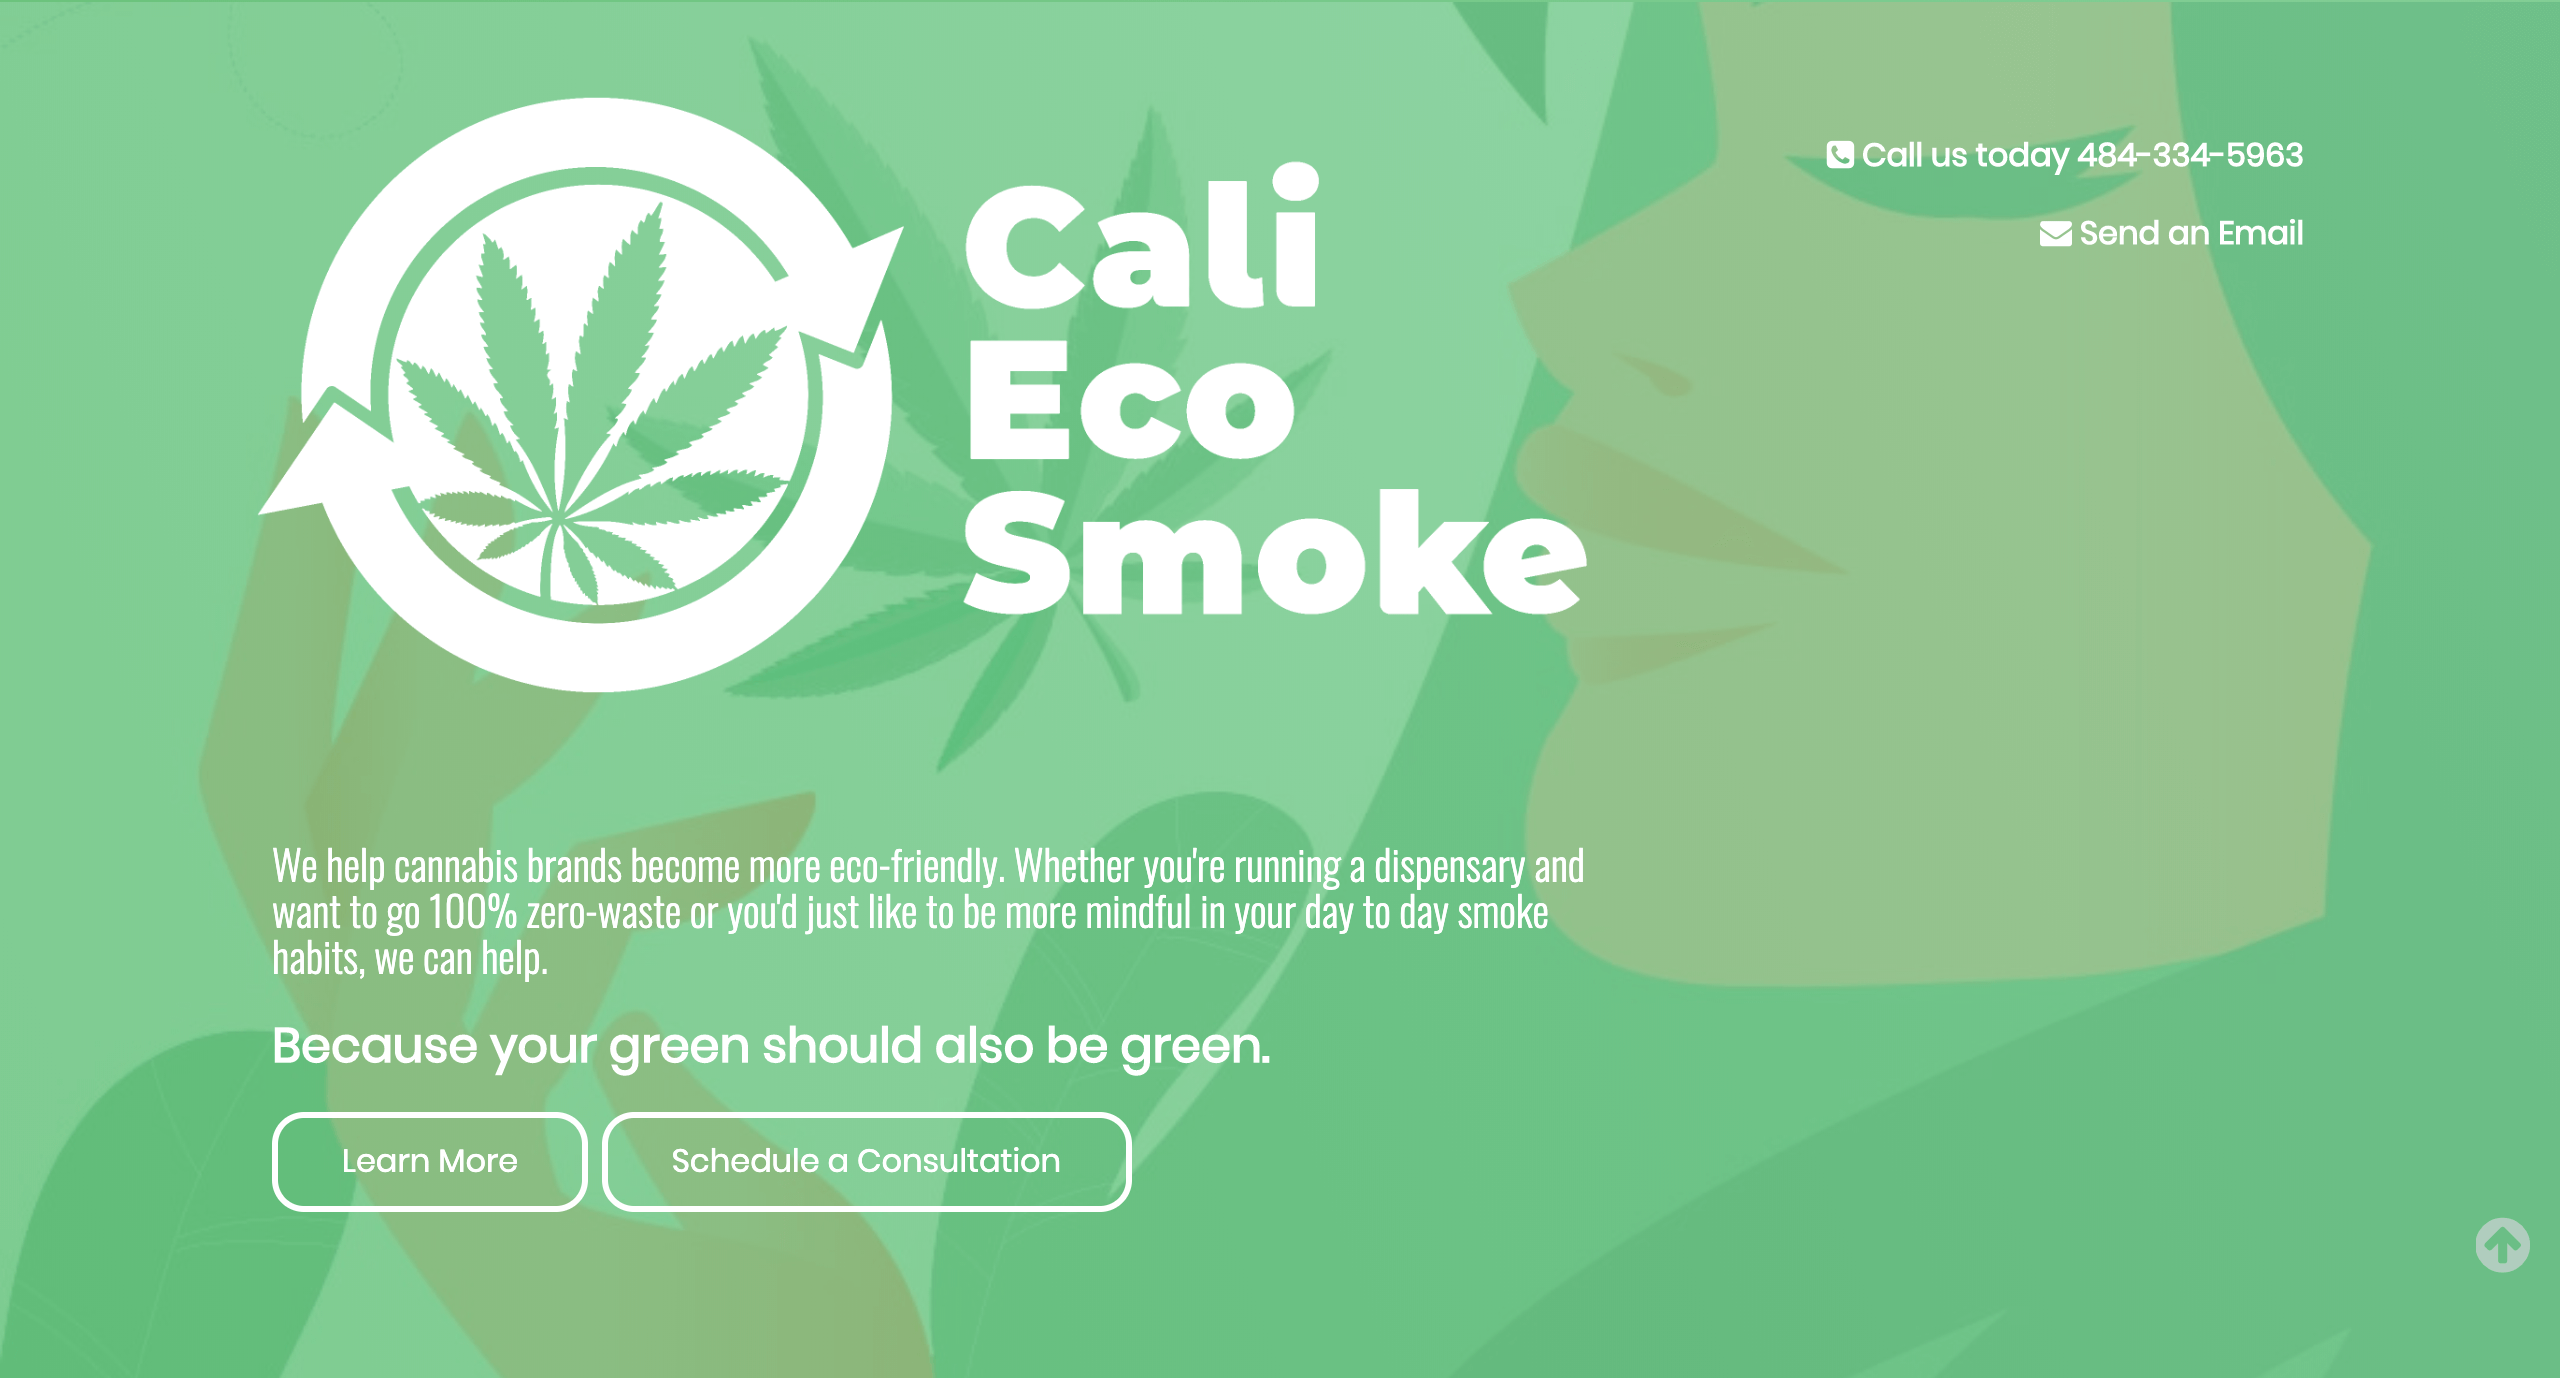 Cali
Eco
Smoke
Call us today 484-334-5963
Send an Email
We help cannabis brands become more eco-friendly. Whether you're running a dispensary and
want to go 100% zero-waste or you'd just like to be more mindful in your day to day smoke
habits, we can help.
Because your green should also be green.
Learn More
Schedule a Consultation